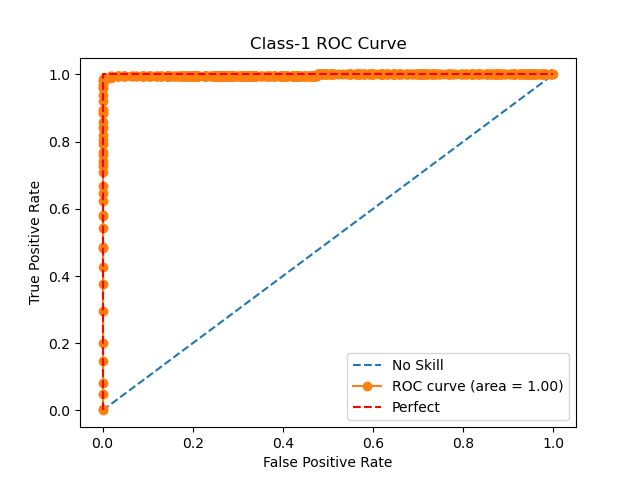 Class-1 ROC Curve
True Positive Rate
1.0
0.8
0.6
0.4
0.2
0.0
No Skill
ROC curve (area = 1.00)
Perfect
0.0 0.2 0.4 0.6 0.8 1.0
False Positive Rate